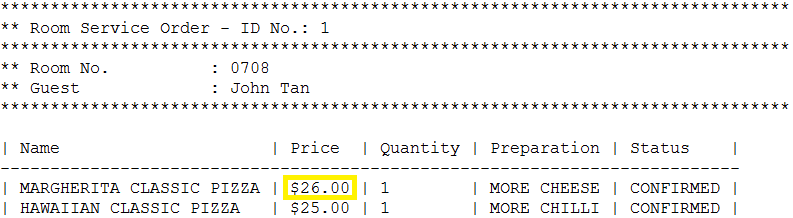 *******************************************************************************
** Room Service Order - ID No.: 1
*******************************************************************************
** Room No.          : 0708
** Guest             : John Tan
*******************************************************************************
| Name                     | Price  | Quantity | Preparation | Status    |
--------------------------------------------------------------------------
| MARGHERITA CLASSIC PIZZA | $26.00 | 1        | MORE CHEESE | CONFIRMED |
| HAWAIIAN CLASSIC PIZZA   | $25.00 | 1        | MORE CHILLI | CONFIRMED |